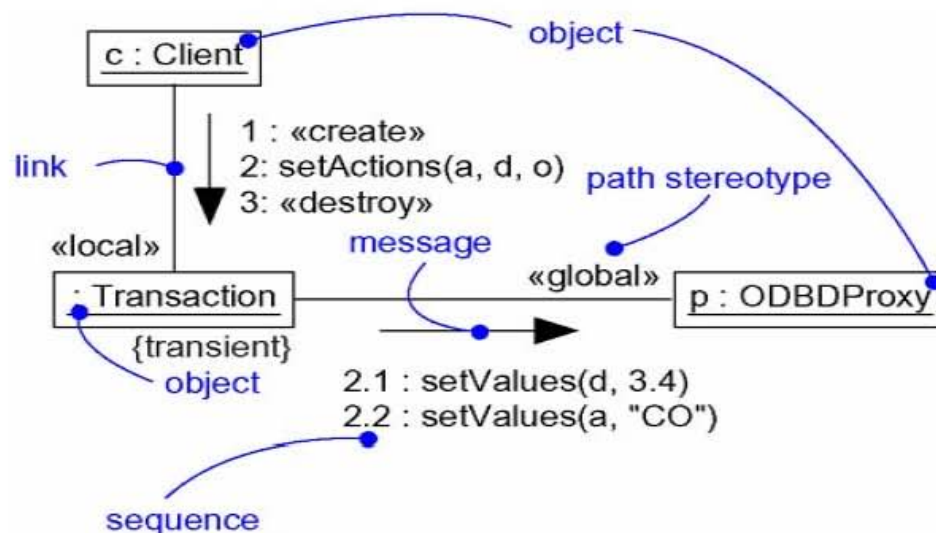 object
c : Client
1 : «create»
link
2: setActions(a, d, o)
path stereotype
3: «destroy»
message
«local»
«global»
: Transaction
p : ODBDProxy
{transient}
object
2.1 : setValues(d, 3.4)
2.2 : setValues(a, "CO")
sequence